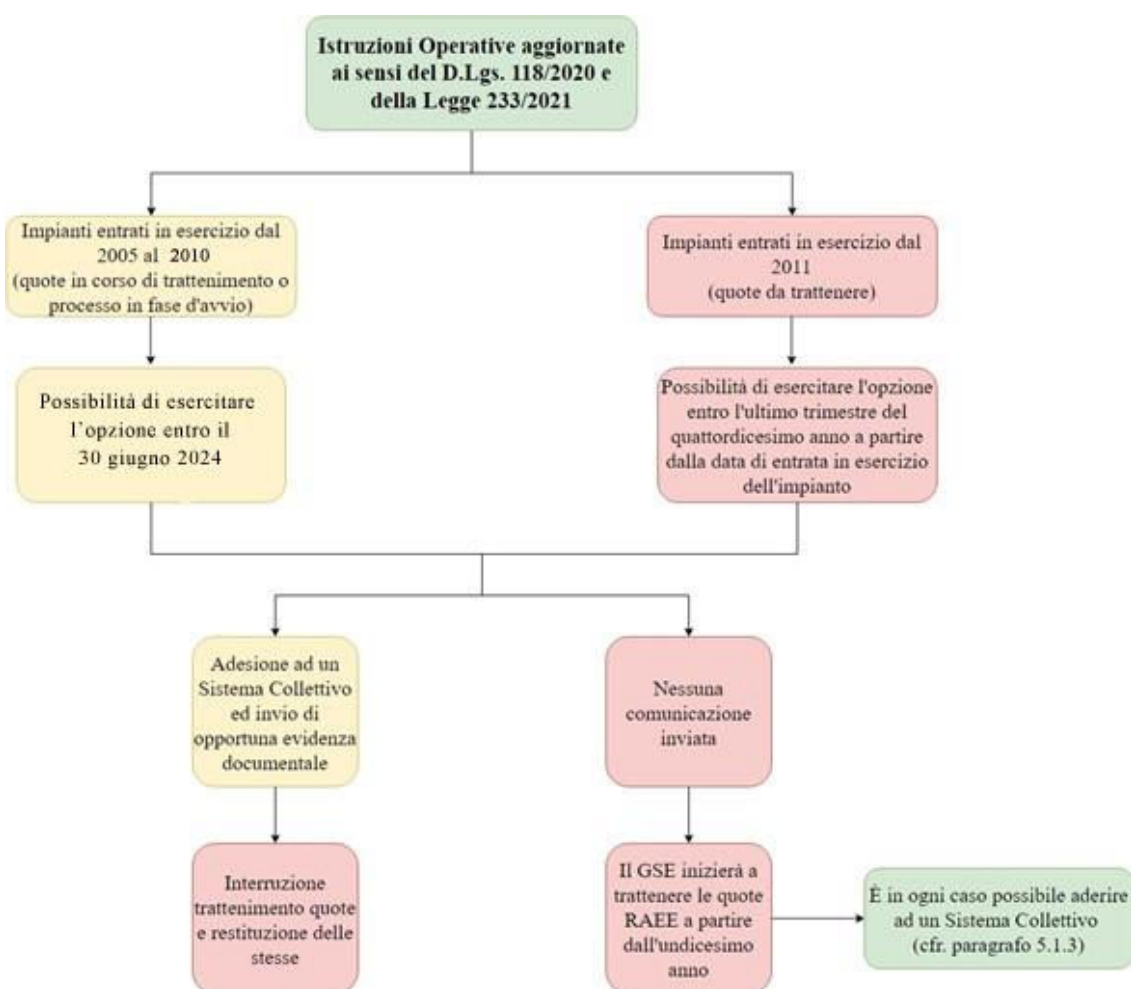 Istruzioni Operative aggiornate
ai sensi del D.Lgs. 118/2020 e
della Legge 233/2021
Impianti entrati in esercizio dal
2005 al 2010
(quote in corso di trattenimento o
processo in fase d'avvio)
Impianti entrati in esercizio dal
2011
(quote da trattenere)
Possibilità di esercitare
l’opzione entro il
30 giugno 2024
Possibilità di esercitare l'opzione
entro l'ultimo trimestre del
quattordicesimo anno a partire
dalla data di entrata in esercizio
dell'impianto
Adesione ad un
Sistema Collettivo
ed invio di
opportuna evidenza
documentale
Nessuna
comunicazione
inviata
Interruzione
trattenimento quote
e restituzione delle
stesse
Il GSE inizierà a
trattenere le quote
RAEE a partire
dall'undicesimo
anno
È in ogni caso possibile aderire
ad un Sistema Collettivo
(cfr. paragrafo 5.1.3)